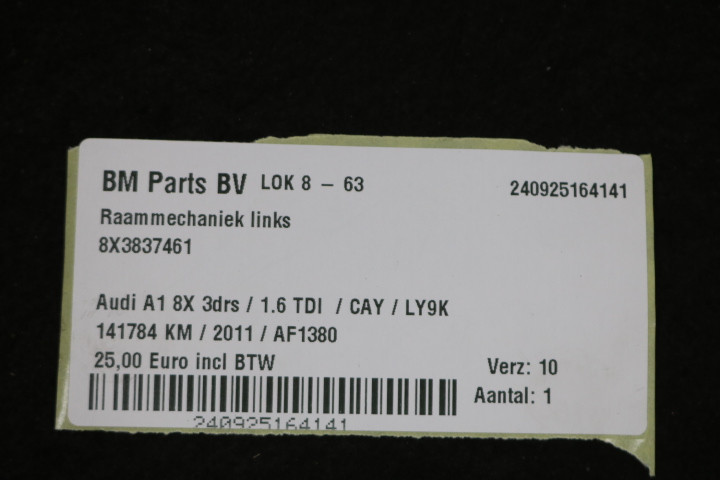 BM Parts BV LOK 8 – 63 240925164141
Raammechaniek links
8X3837461
Audi A1 8X 3drs / 1.6 TDI / CAY / LY9K
141784 KM / 2011 / AF1380
25,00 Euro incl BTW Verz: 10
Aantal: 1
240925164141